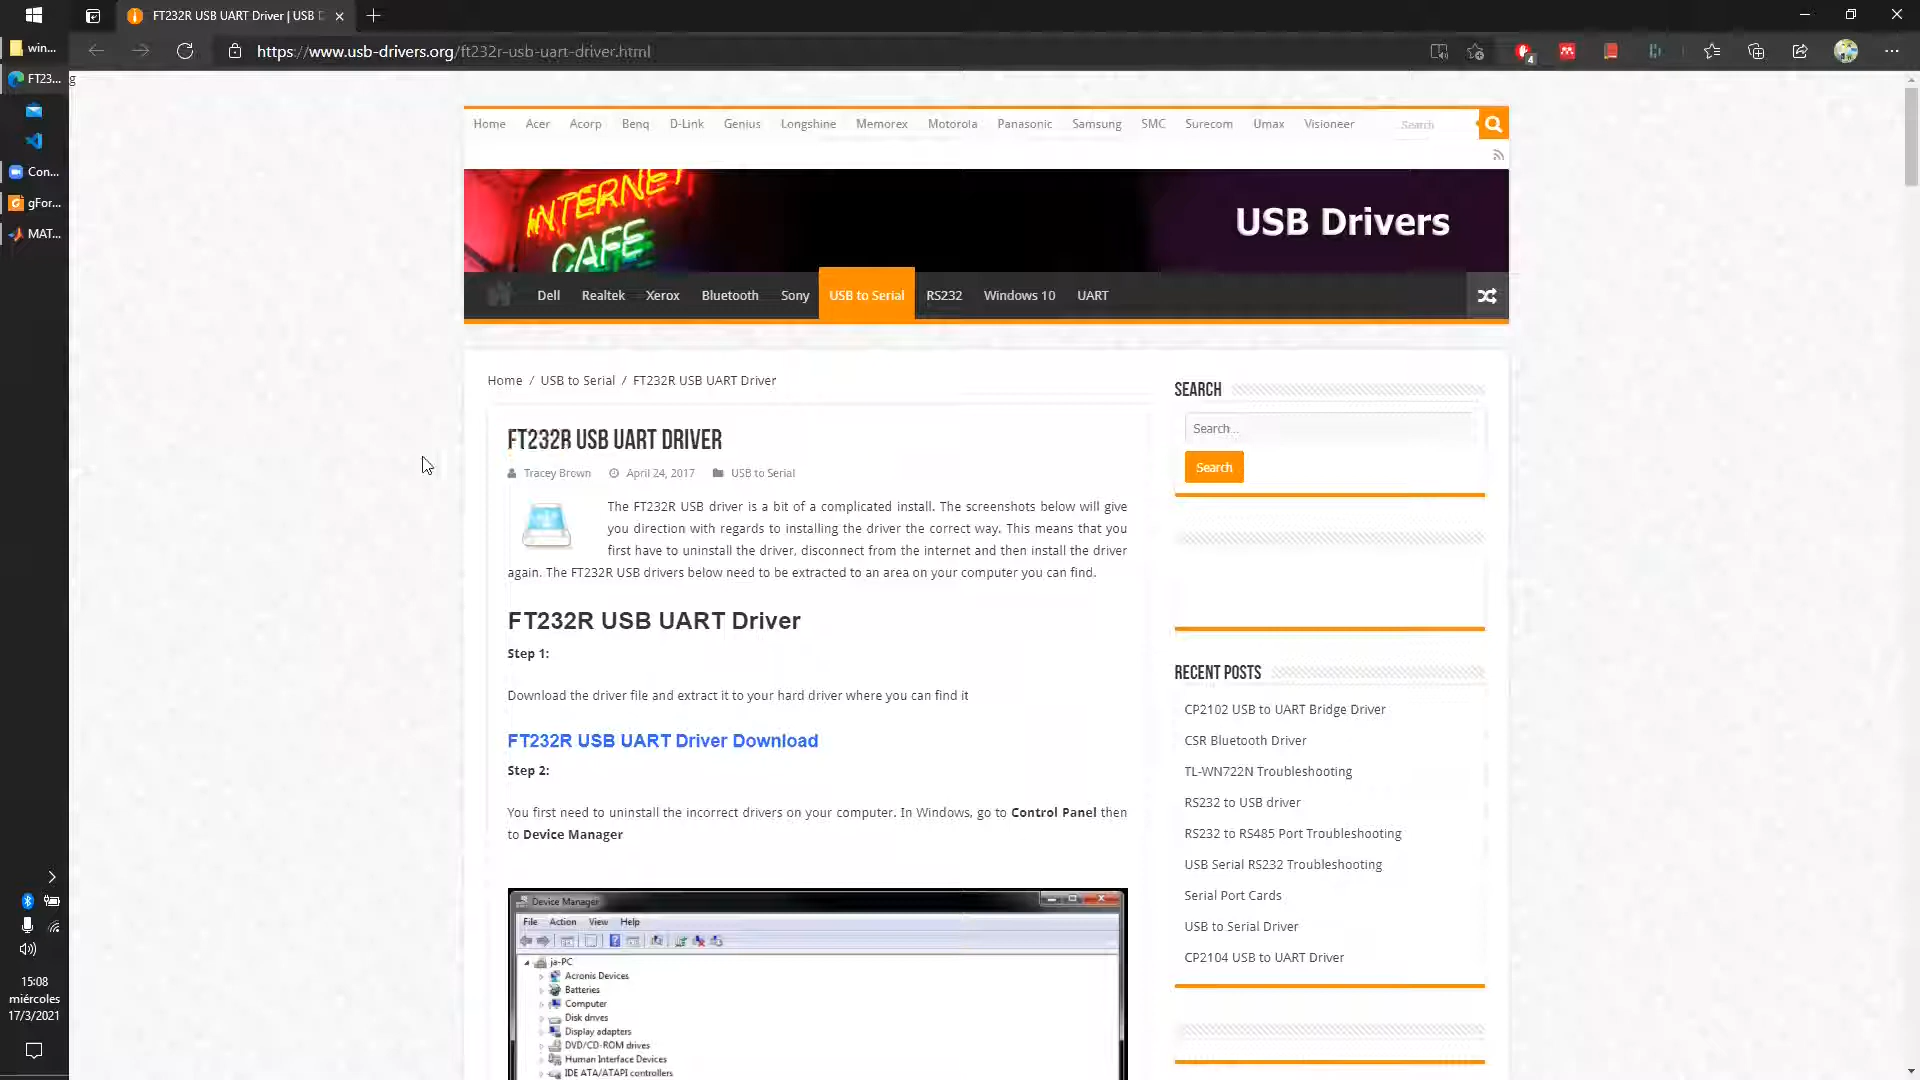 FT232R USB UART Driver | USB D
win...
https://www.usb-drivers.org/ft232r-usb-uart-driver.html
4
FT23...
g
Con...
gFor...
MAT...
Home Acer Acorp Benq D-Link Genius Longshine Memorex Motorola Panasonic Samsung SMC Surecom Umax Visioneer Search
INTERNET
CAFE
USB Drivers
Dell Realtek Xerox Bluetooth Sony USB to Serial RS232 Windows 10 UART
Home / USB to Serial / FT232R USB UART Driver
FT232R USB UART DRIVER
Tracey Brown April 24, 2017 USB to Serial
The FT232R USB driver is a bit of a complicated install. The screenshots below will give
you direction with regards to installing the driver the correct way. This means that you
first have to uninstall the driver, disconnect from the internet and then install the driver
again. The FT232R USB drivers below need to be extracted to an area on your computer you can find.
FT232R USB UART Driver
Step 1:
Download the driver file and extract it to your hard driver where you can find it
FT232R USB UART Driver Download
Step 2:
You first need to uninstall the incorrect drivers on your computer. In Windows, go to Control Panel then
to Device Manager
Device Manager
File Action View Help
ja-PC
Acronis Devices
Batteries
Computer
Disk drives
Display adapters
DVD/CD-ROM drives
Human Interface Devices
IDE ATA/ATAPI controllers
SEARCH
Search...
Search
RECENT POSTS
CP2102 USB to UART Bridge Driver
CSR Bluetooth Driver
TL-WN722N Troubleshooting
RS232 to USB driver
RS232 to RS485 Port Troubleshooting
USB Serial RS232 Troubleshooting
Serial Port Cards
USB to Serial Driver
CP2104 USB to UART Driver
15:08
miércoles
17/3/2021